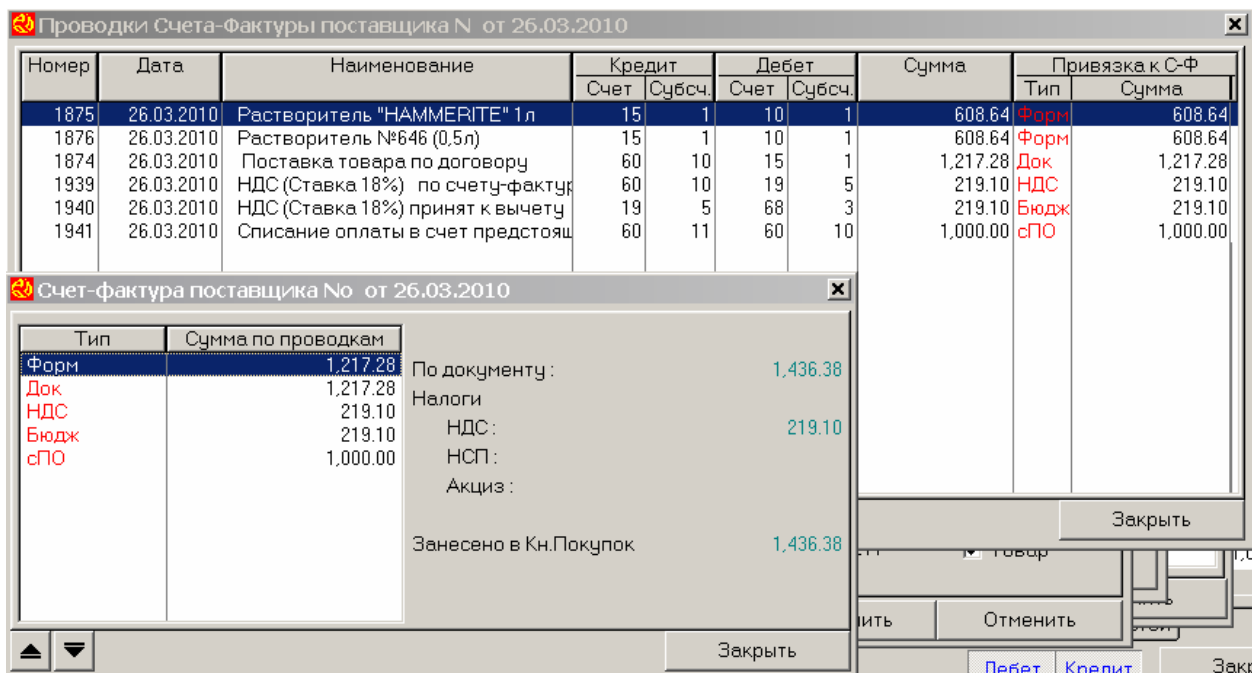 Проводки Счета-Фактуры поставщика N от 26.03.2010
Номер Дата Наименование Кредит Дебет Сумма Привязка к С-Ф
Счет Субсч. Счет Субсч. Тип Сумма
1875 26.03.2010 Растворитель "HAMMERITE" 1л 15 1 10 1 608.64 Форм 608.64
1876 26.03.2010 Растворитель №646 (0,5л) 15 1 10 1 608.64 Форм 608.64
1874 26.03.2010 Поставка товара по договору 60 10 15 1 1,217.28 Док 1,217.28
1939 26.03.2010 НДС (Ставка 18%) по счету-фактур 60 10 19 5 219.10 НДС 219.10
1940 26.03.2010 НДС (Ставка 18%) принят к вычету 19 5 68 3 219.10 Бюдж 219.10
1941 26.03.2010 Списание оплаты в счет предстоящ 60 11 60 10 1,000.00 сПО 1,000.00
Закрыть
Счет-фактура поставщика No от 26.03.2010
Тип Сумма по проводкам
Форм 1,217.28
Док 1,217.28
НДС 219.10
Бюдж 219.10
сПО 1,000.00
По документу : 1,436.38
Налоги
НДС : 219.10
НСП :
Акциз :
Занесено в Кн.Покупок 1,436.38
Закрыть
Товар
ить Отменить
Дебет Кредит Закр